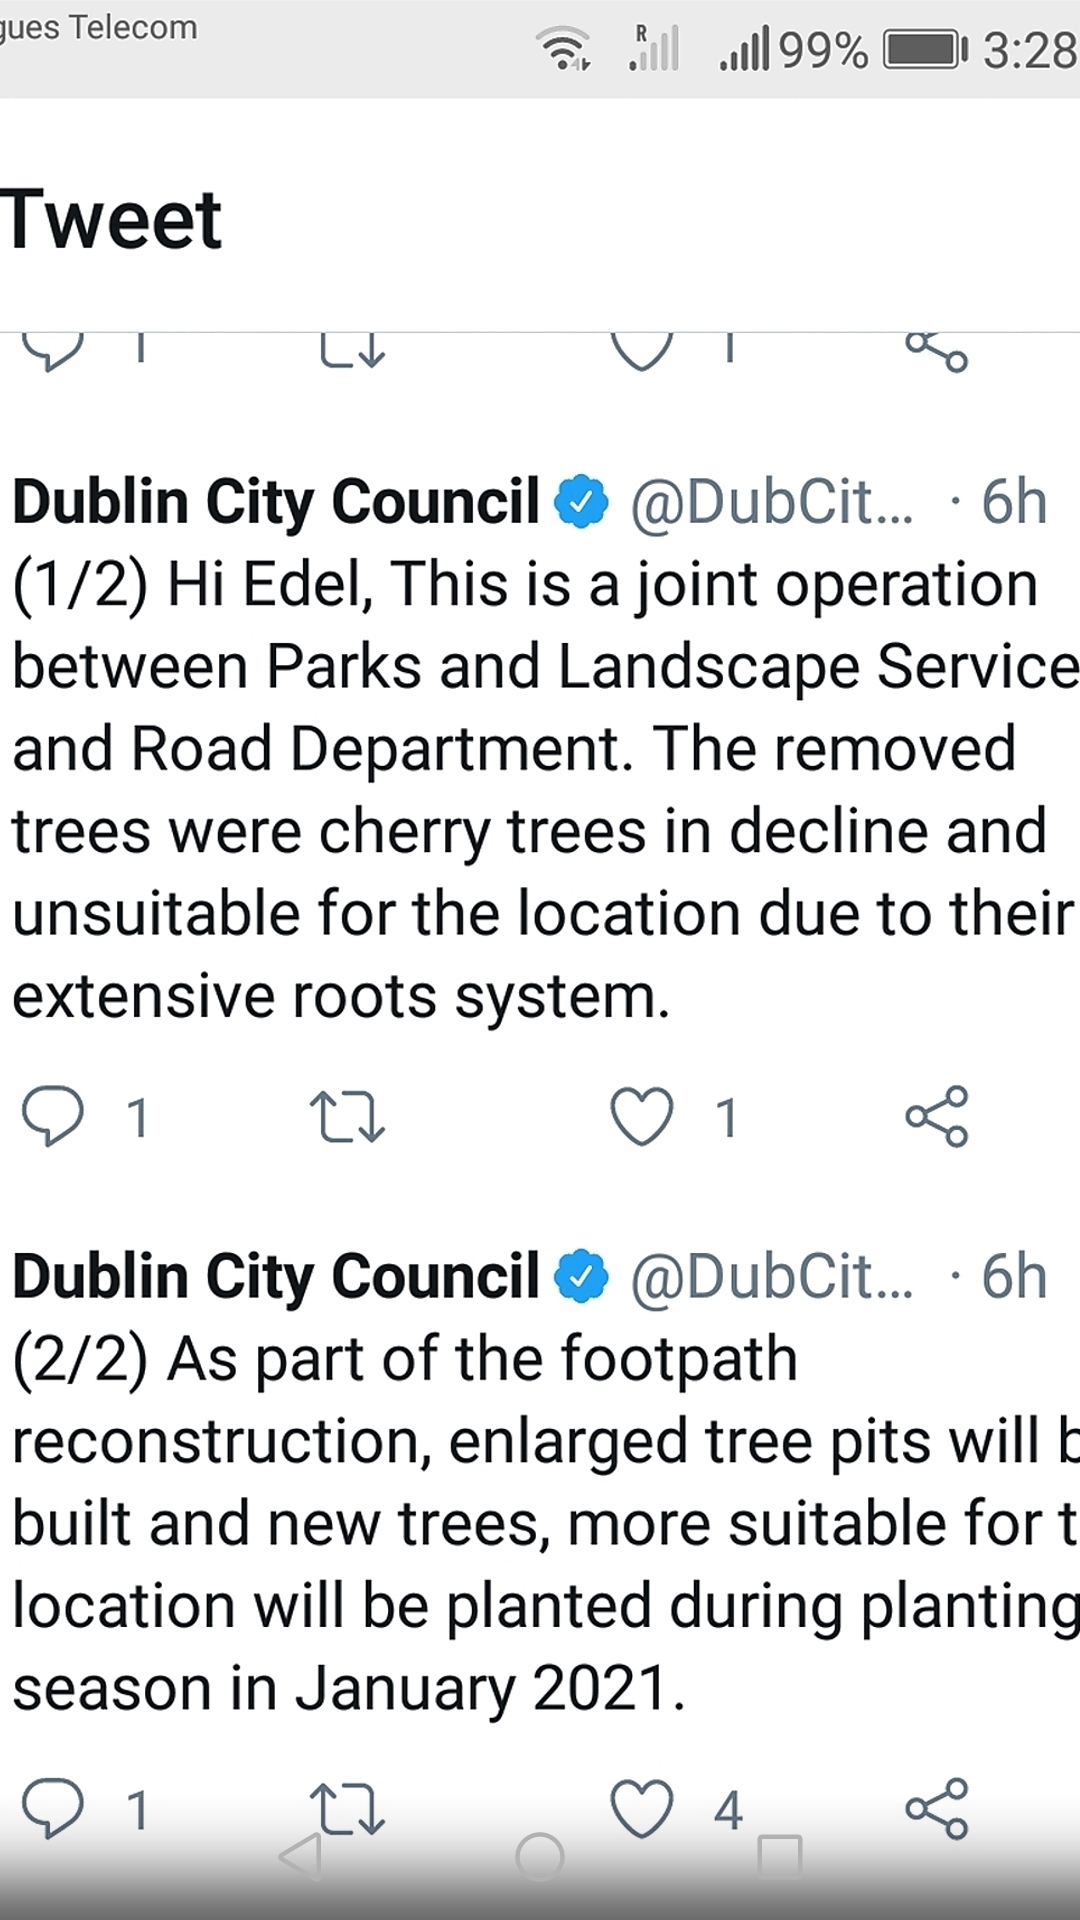 gues Telecom
R 99% 3:28
Tweet
1 1
Dublin City Council @DubCit... · 6h
(1/2) Hi Edel, This is a joint operation
between Parks and Landscape Service
and Road Department. The removed
trees were cherry trees in decline and
unsuitable for the location due to their
extensive roots system.
1 1
Dublin City Council @DubCit... · 6h
(2/2) As part of the footpath
reconstruction, enlarged tree pits will b
built and new trees, more suitable for t
location will be planted during planting
season in January 2021.
1 4